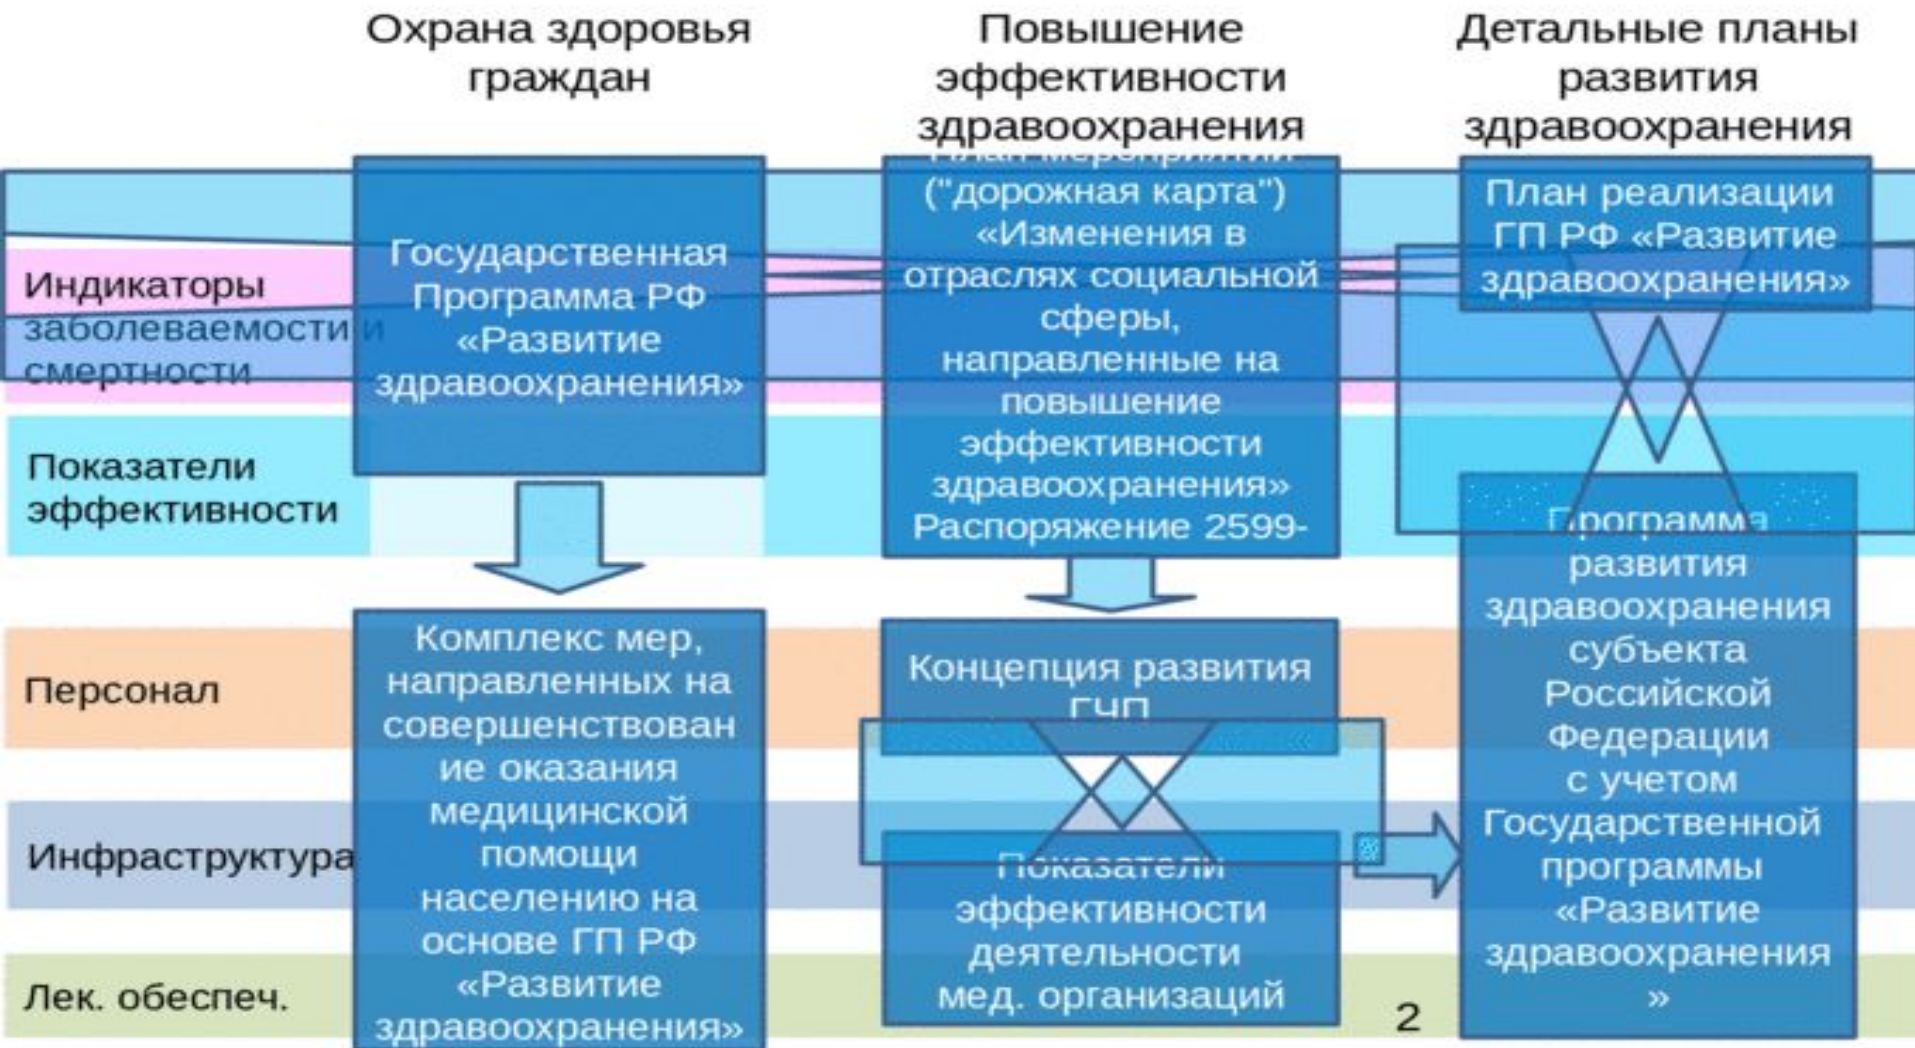 Охрана здоровья
граждан
Повышение
эффективности
здравоохранения
Детальные планы
развития
здравоохранения
Индикаторы
заболеваемости и
смертности
Показатели
эффективности
Персонал
Инфраструктура
Лек. обеспеч.
Государственная
Программа РФ
«Развитие
здравоохранения»
Комплекс мер,
направленных на
совершенствован
ие оказания
медицинской
помощи
населению на
основе ГП РФ
«Развитие
здравоохранения»
План мероприятий
("дорожная карта")
«Изменения в
отраслях социальной
сферы,
направленные на
повышение
эффективности
здравоохранения»
Распоряжение 2599-
Концепция развития
ГЧП
Показатели
эффективности
деятельности
мед. организаций
План реализации
ГП РФ «Развитие
здравоохранения»
Программа
развития
здравоохранения
субъекта
Российской
Федерации
с учетом
Государственной
программы
«Развитие
здравоохранения
»
2